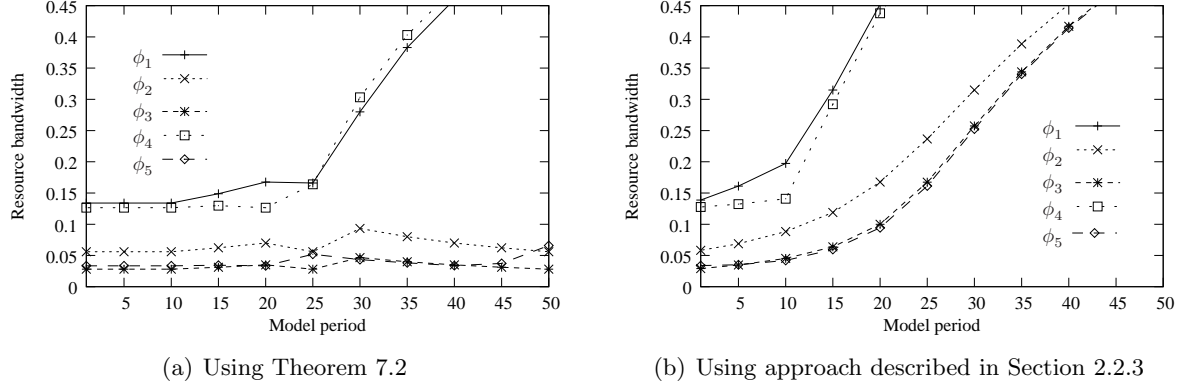 0.45
0.4
0.35
0.3
0.25
0.2
0.15
0.1
0.05
0
Resource bandwidth
ϕ1
ϕ2
ϕ3
ϕ4
ϕ5
5 10 15 20 25 30 35 40 45 50
Model period
(a) Using Theorem 7.2
0.45
0.4
0.35
0.3
0.25
0.2
0.15
0.1
0.05
0
Resource bandwidth
ϕ1
ϕ2
ϕ3
ϕ4
ϕ5
5 10 15 20 25 30 35 40 45 50
Model period
(b) Using approach described in Section 2.2.3